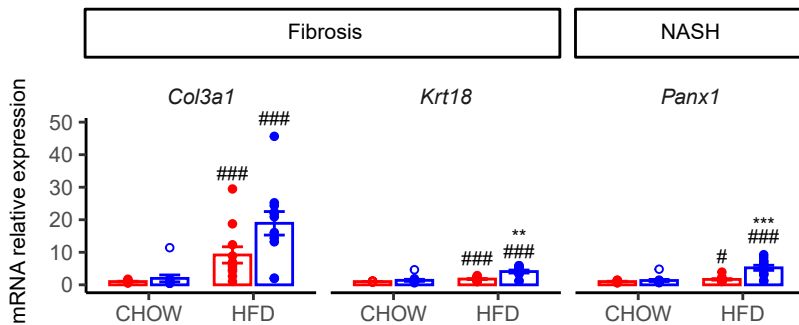 Fibrosis
NASH
Col3a1
Krt18
Panx1
mRNA relative expression
50
40
30
20
10
0
###
###
###
**
###
#
***
###
CHOW
HFD
CHOW
HFD
CHOW
HFD